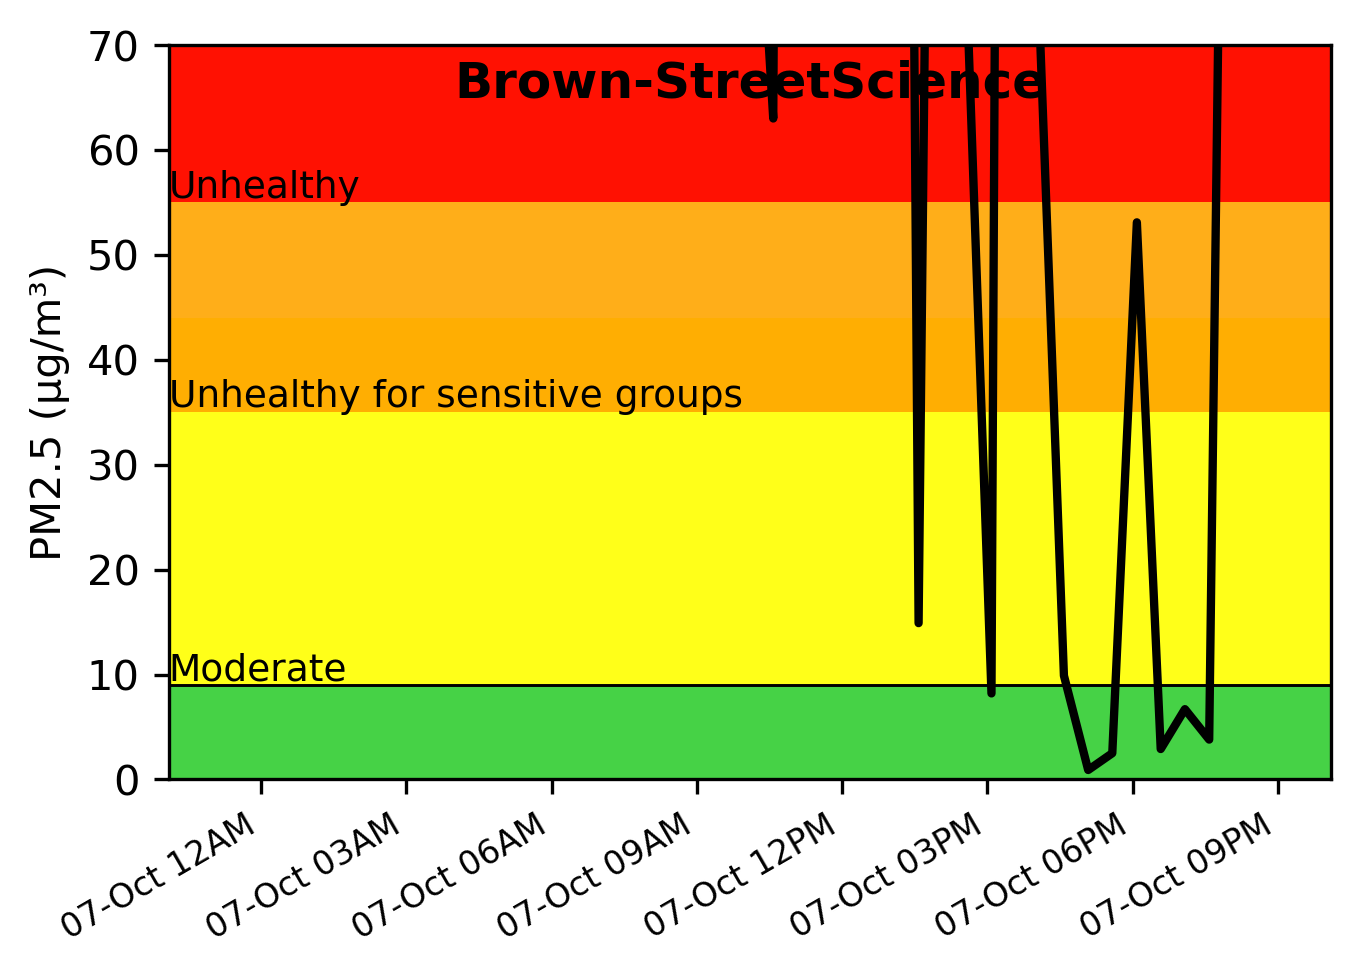 Brown-StreetScience
70
60
50
40
30
20
10
0
PM2.5 (μg/m³)
Unhealthy
Unhealthy for sensitive groups
Moderate
07-Oct 12AM
07-Oct 03AM
07-Oct 06AM
07-Oct 09AM
07-Oct 12PM
07-Oct 03PM
07-Oct 06PM
07-Oct 09PM